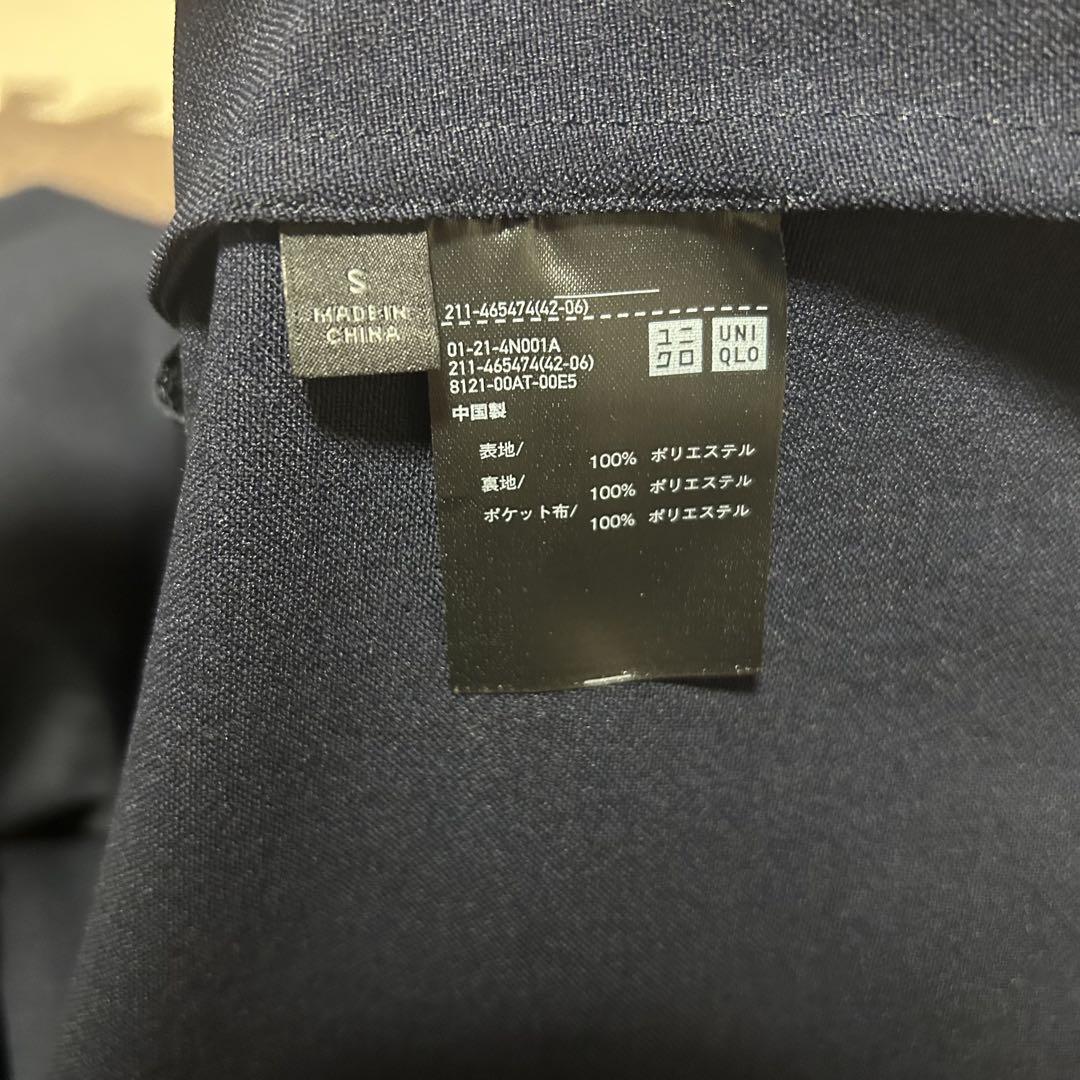 S
MADE IN
CHINA
211-465474(42-06)
01-21-4N001A
211-465474(42-06)
8121-00AT-00E5
ユニ
クロ
UNI
QLO
中国製
表地/ 100% ポリエステル
裏地/ 100% ポリエステル
ポケット布/ 100% ポリエステル